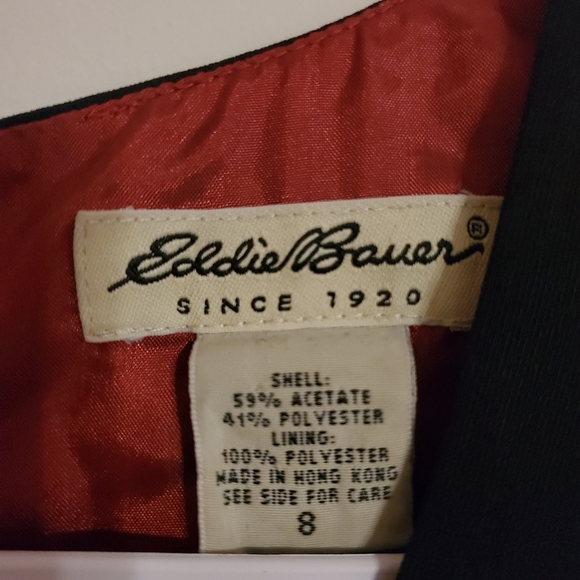 Eddie Bauer®
SINCE 1920
SHELL:
59% ACETATE
41% POLYESTER
LINING:
100% POLYESTER
MADE IN HONG KONG
SEE SIDE FOR CARE
8